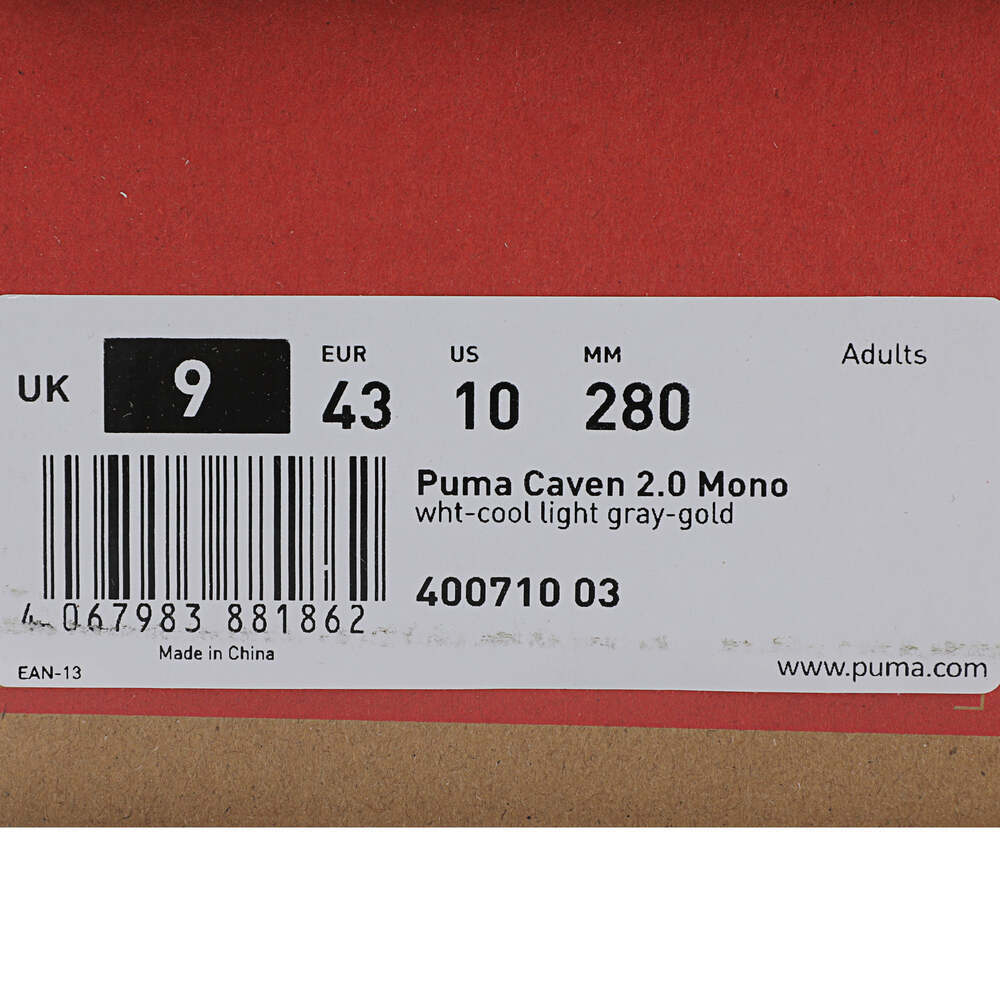 UK 9
EUR US MM Adults
43 10 280
Puma Caven 2.0 Mono
wht-cool light gray-gold
400710 03
4 067983 881862
Made in China
EAN-13
www.puma.com